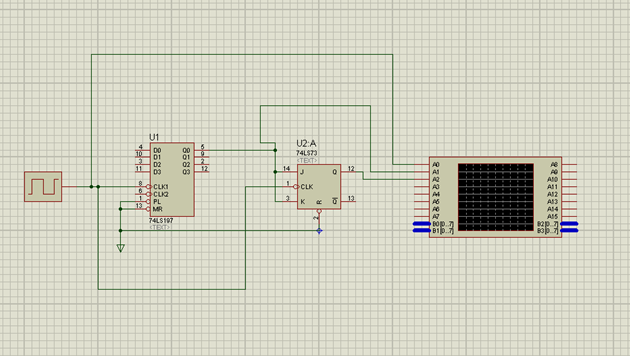 U1
4 D0 Q0 5
10 D1 Q1 9
3 D2 Q2 2
11 D3 Q3 12
8 CLK1
6 CLK2
1 PL
13 MR
74LS197
<TEXT>
U2:A
74LS73
<TEXT>
14 J Q 12
1 CLK
3 K R Q 13
2
A0 A8
A1 A9
A2 A10
A3 A11
A4 A12
A5 A13
A6 A14
A7 A15
B0[0..7] B2[0..7]
B1[0..7] B3[0..7]